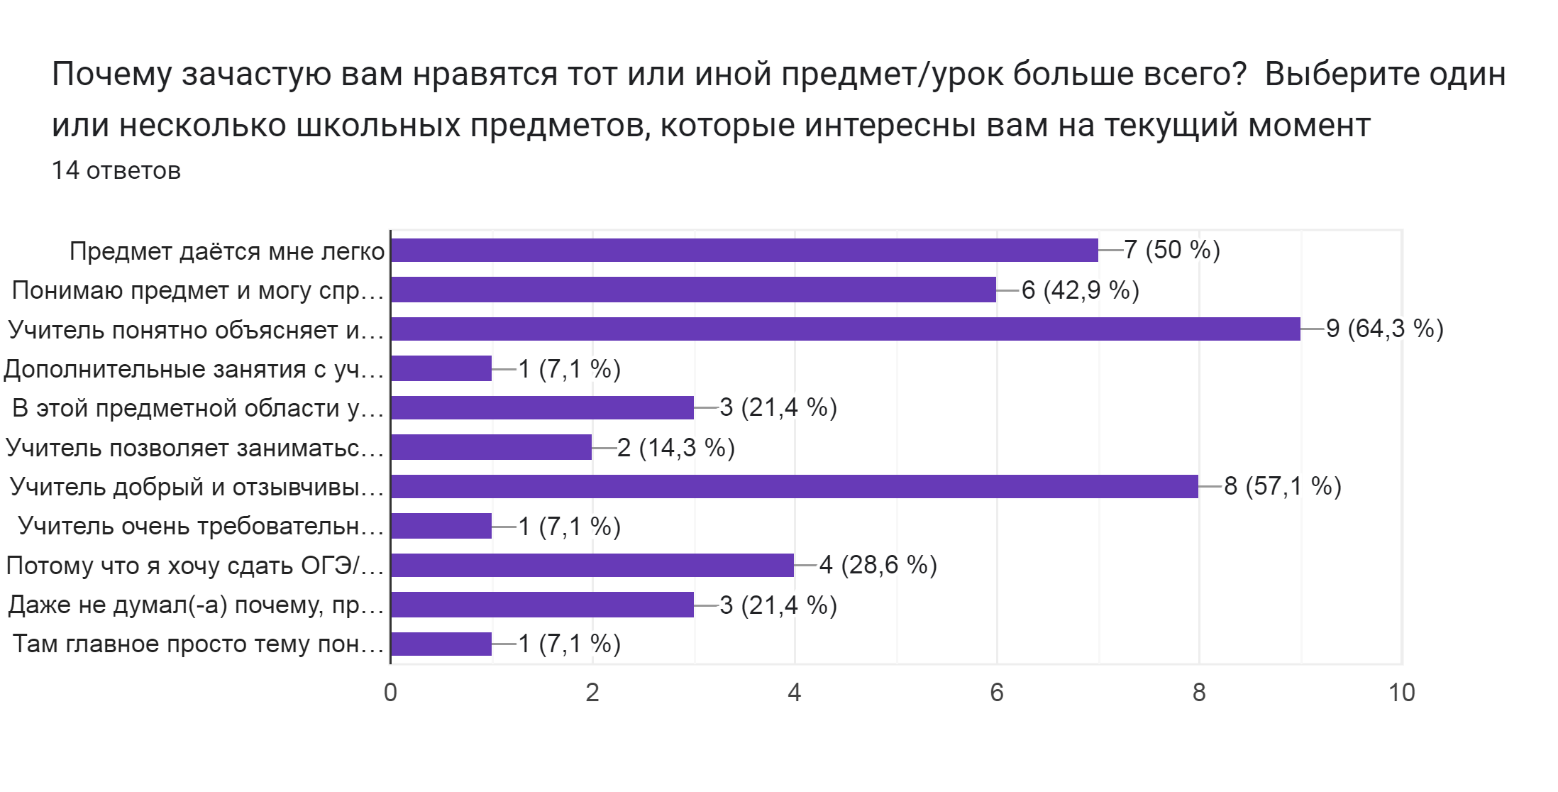 Почему зачастую вам нравятся тот или иной предмет/урок больше всего?  Выберите один
или несколько школьных предметов, которые интересны вам на текущий момент
14 ответов
Предмет даётся мне легко 7 (50 %)
Понимаю предмет и могу спр… 6 (42,9 %)
Учитель понятно объясняет и… 9 (64,3 %)
Дополнительные занятия с уч… 1 (7,1 %)
В этой предметной области у… 3 (21,4 %)
Учитель позволяет заниматьс… 2 (14,3 %)
Учитель добрый и отзывчивы… 8 (57,1 %)
Учитель очень требовательн… 1 (7,1 %)
Потому что я хочу сдать ОГЭ/… 4 (28,6 %)
Даже не думал(-а) почему, пр… 3 (21,4 %)
Там главное просто тему пон… 1 (7,1 %)
0 2 4 6 8 10